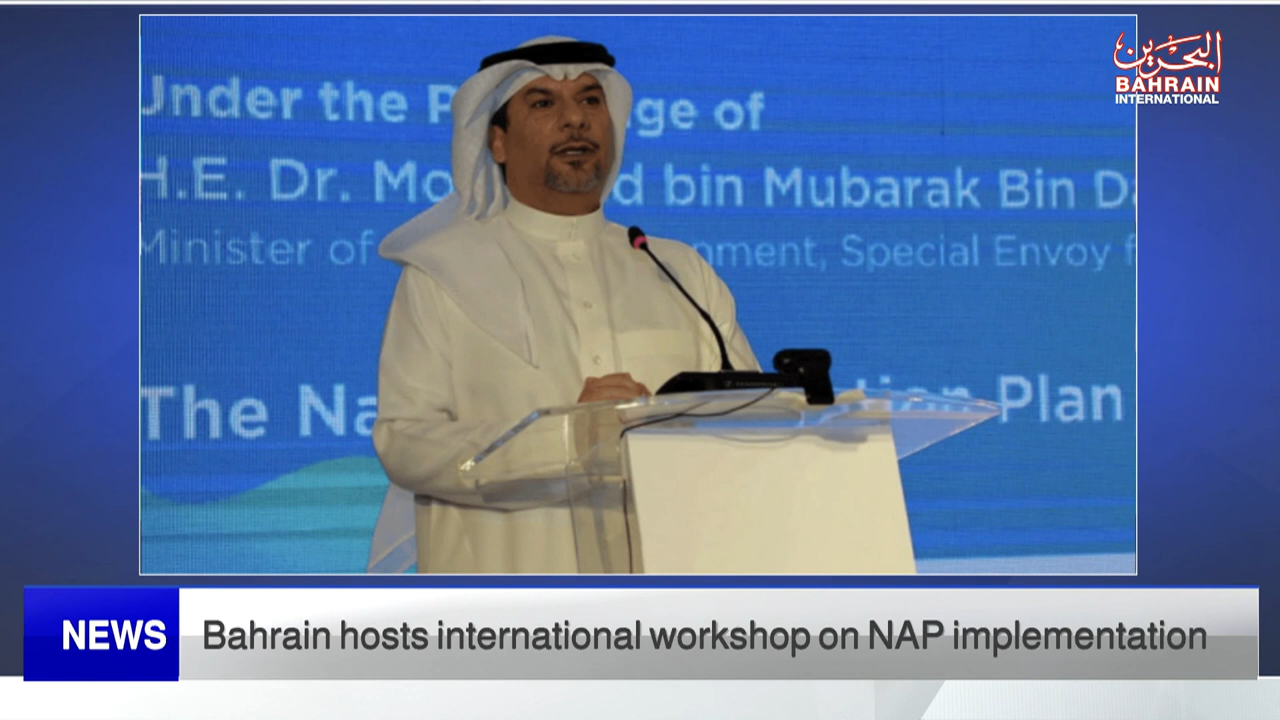 البحرين
BAHRAIN
INTERNATIONAL
Under the P ge of
H.E. Dr. Mo d bin Mubarak Bin Da
Minister of nment, Special Envoy f
The Na tion Plan
NEWS
Bahrain hosts international workshop on NAP implementation